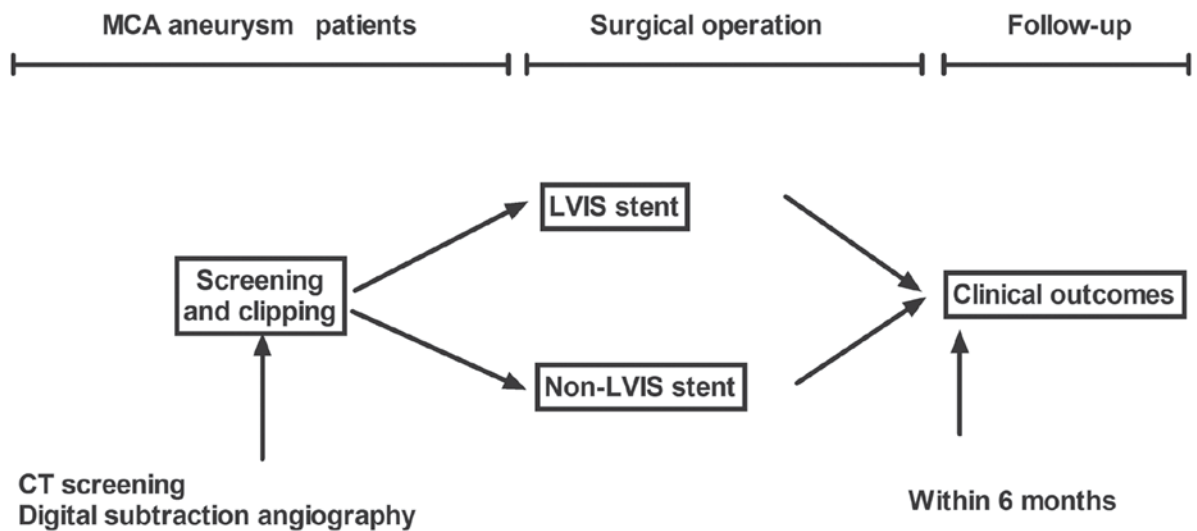 MCA aneurysm patients
Surgical operation
Follow-up
LVIS stent
Screening
and clipping
Clinical outcomes
Non-LVIS stent
CT screening
Digital subtraction angiography
Within 6 months